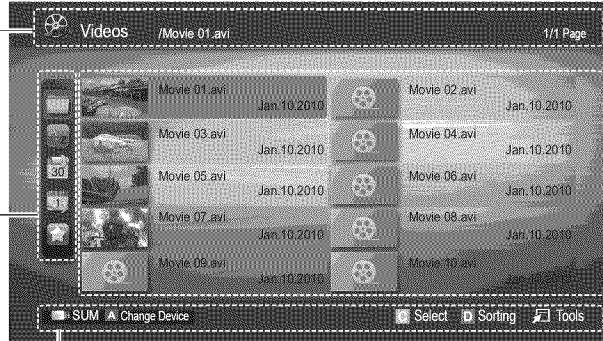 Videos /Movie 01.avi 1/1 Page
Movie 01.avi
Jan.10.2010
Movie 02.avi
Jan.10.2010
Movie 03.avi
Jan.10.2010
Movie 04.avi
Jan.10.2010
Movie 05.avi
Jan.10.2010
Movie 06.avi
Jan.10.2010
Movie 07.avi
Jan.10.2010
Movie 08.avi
Jan.10.2010
Movie 09.avi
Jan.10.2010
Movie 10.avi
Jan.10.2010
30
1
SUM A Change Device C Select D Sorting Tools